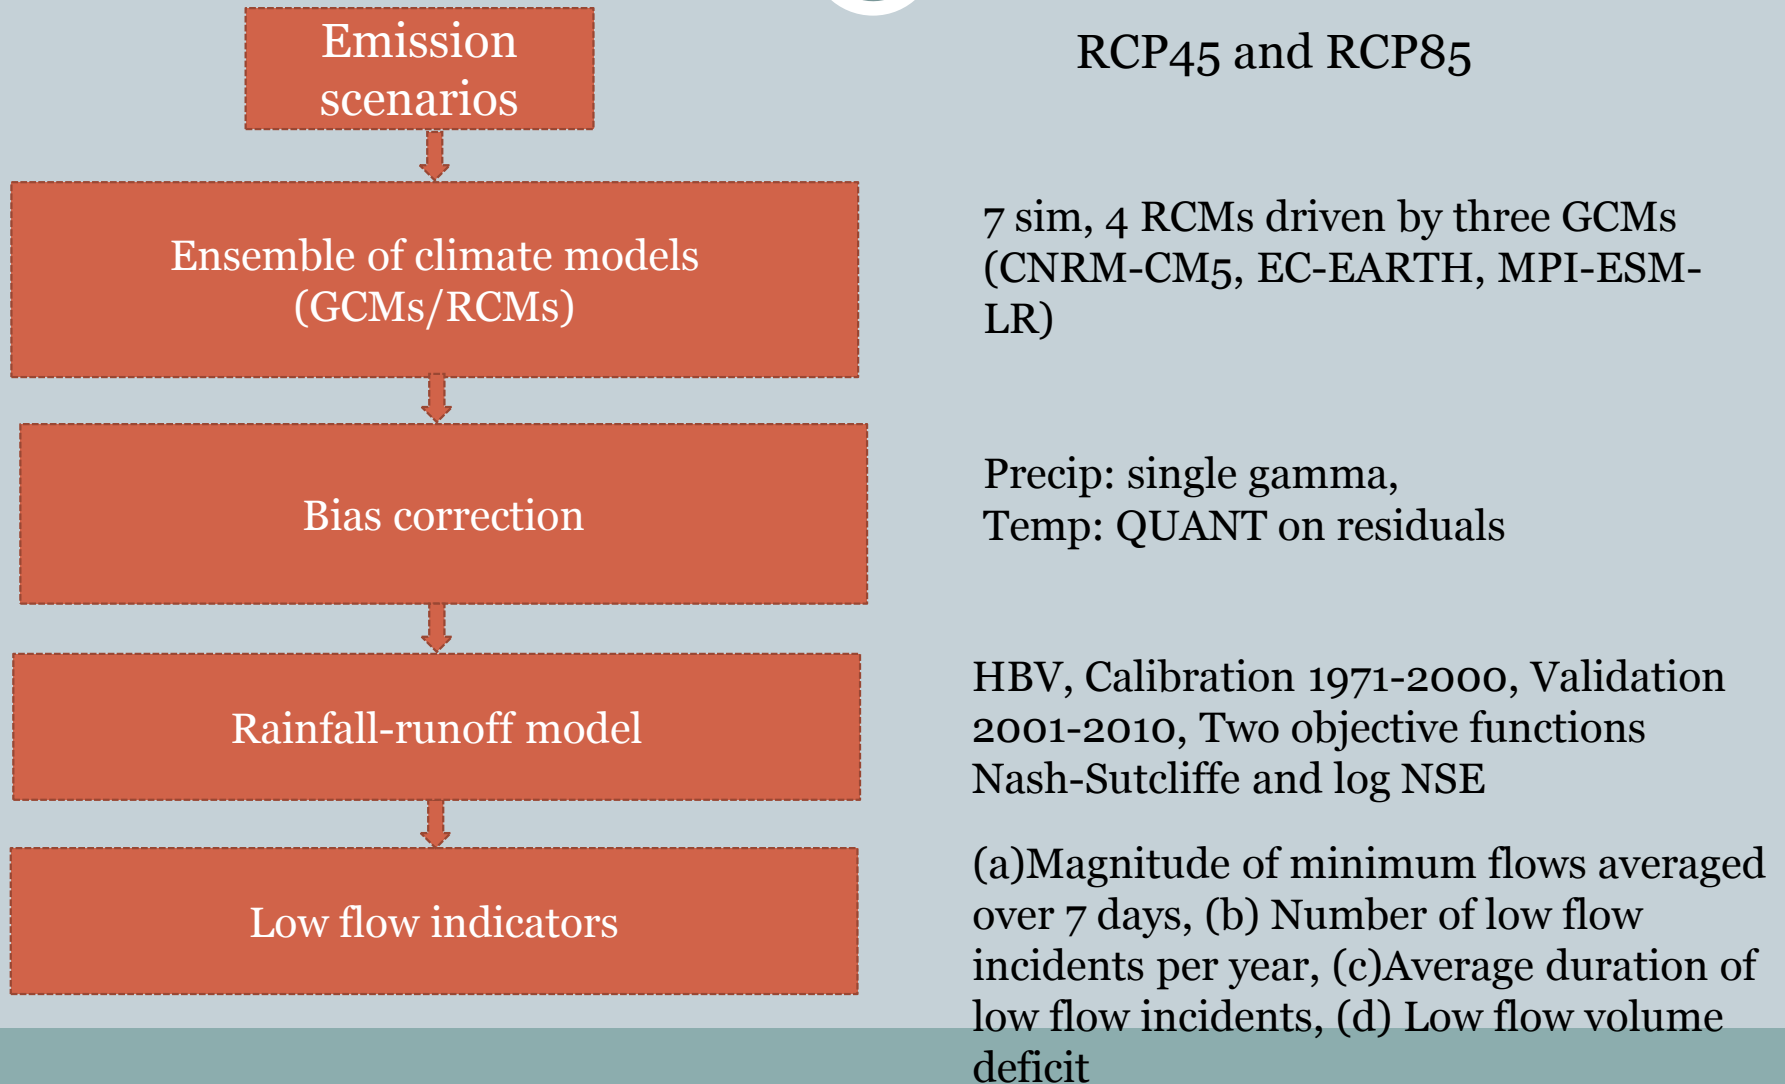 Emission
scenarios
RCP45 and RCP85
Ensemble of climate models
(GCMs/RCMs)
7 sim, 4 RCMs driven by three GCMs
(CNRM-CM5, EC-EARTH, MPI-ESM-
LR)
Bias correction
Precip: single gamma,
Temp: QUANT on residuals
Rainfall-runoff model
HBV, Calibration 1971-2000, Validation
2001-2010, Two objective functions
Nash-Sutcliffe and log NSE
Low flow indicators
(a)Magnitude of minimum flows averaged
over 7 days, (b) Number of low flow
incidents per year, (c)Average duration of
low flow incidents, (d) Low flow volume
deficit